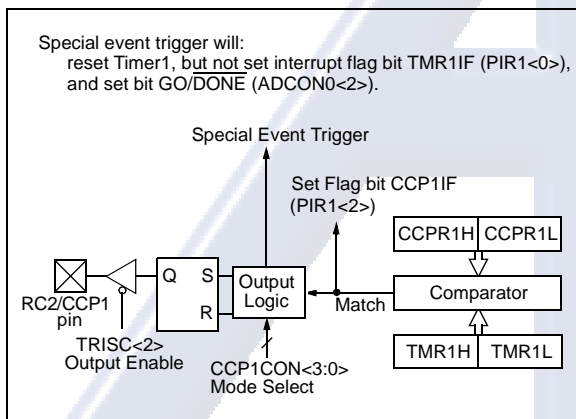 Special event trigger will:
reset Timer1, but not set interrupt flag bit TMR1IF (PIR1<0>),
and set bit GO/DONE (ADCON0<2>).
Special Event Trigger
Set Flag bit CCP1IF
(PIR1<2>)
CCPR1H CCPR1L
Q S
R
Output
Logic
Match
Comparator
RC2/CCP1
pin
TRISC<2>
Output Enable
CCP1CON<3:0>
Mode Select
TMR1H TMR1L